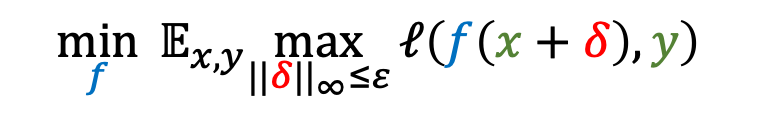 min 𝔼x,y max ℓ(f(x + δ), y)
f ||δ||∞≤ε